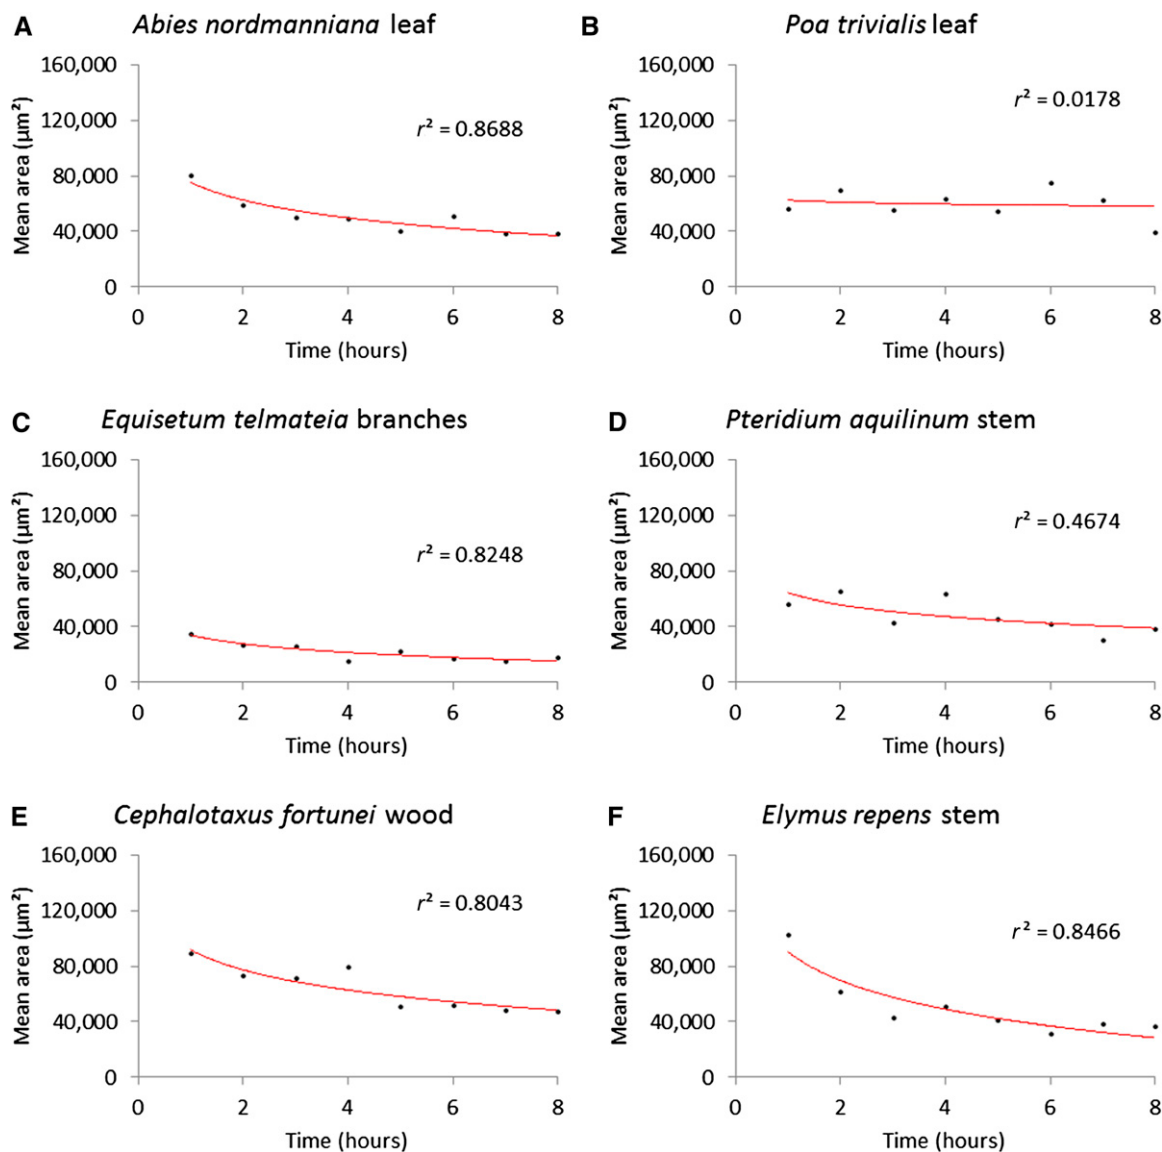 A Abies nordmanniana leaf
160,000
120,000
80,000
40,000
0
Mean area (µm²)
r² = 0.8688
0 2 4 6 8
Time (hours)
B Poa trivialis leaf
160,000
120,000
80,000
40,000
0
Mean area (µm²)
r² = 0.0178
0 2 4 6 8
Time (hours)
C Equisetum telmateia branches
160,000
120,000
80,000
40,000
0
Mean area (µm²)
r² = 0.8248
0 2 4 6 8
Time (hours)
D Pteridium aquilinum stem
160,000
120,000
80,000
40,000
0
Mean area (µm²)
r² = 0.4674
0 2 4 6 8
Time (hours)
E Cephalotaxus fortunei wood
160,000
120,000
80,000
40,000
0
Mean area (µm²)
r² = 0.8043
0 2 4 6 8
Time (hours)
F Elymus repens stem
160,000
120,000
80,000
40,000
0
Mean area (µm²)
r² = 0.8466
0 2 4 6 8
Time (hours)